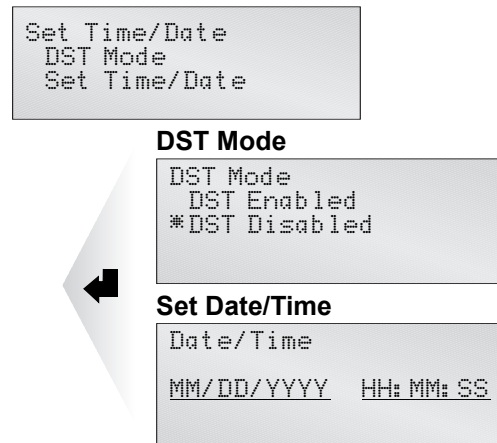 Set Time/Date
DST Mode
Set Time/Date
DST Mode
DST Mode
DST Enabled
*DST Disabled
Set Date/Time
Date/Time
MM/DD/YYYY HH:MM:SS